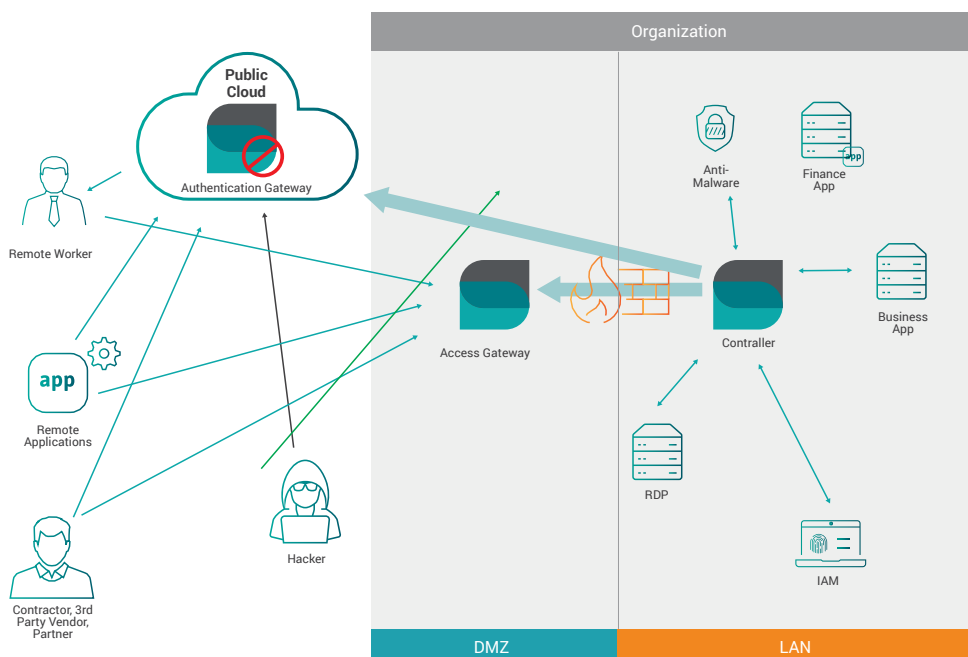 Organization
Public
Cloud
Authentication Gateway
Anti-
Malware
app
Finance
App
Remote Worker
Business
App
Access Gateway
Contraller
app
Remote
Applications
RDP
Hacker
IAM
Contractor, 3rd
Party Vendor,
Partner
DMZ
LAN